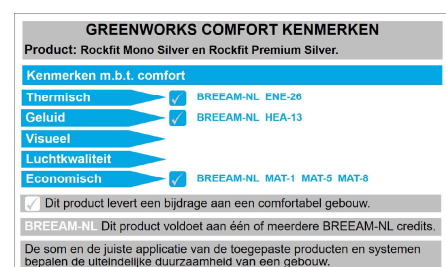 GREENWORKS COMFORT KENMERKEN
Product: Rockfit Mono Silver en Rockfit Premium Silver.
Kenmerken m.b.t. comfort
Thermisch BREEAM-NL ENE-26
Geluid BREEAM-NL HEA-13
Visueel
Luchtkwaliteit
Economisch BREEAM-NL MAT-1 MAT-5 MAT-8
Dit product levert een bijdrage aan een comfortabel gebouw.
BREEAM-NL Dit product voldoet aan één of meerdere BREEAM-NL credits.
De som en de juiste applicatie van de toegepaste producten en systemen
bepalen de uiteindelijke duurzaamheid van een gebouw.